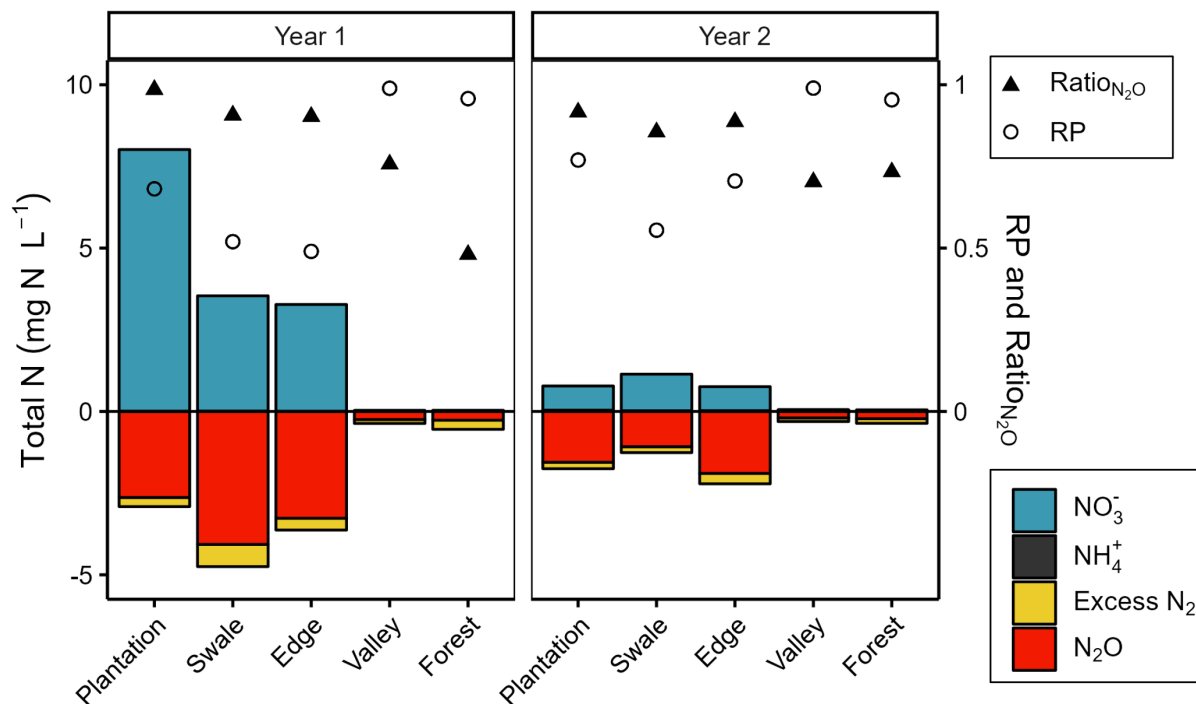 Year 1
Year 2
10
5
0
-5
Total N (mg N L⁻¹)
Plantation
Swale
Edge
Valley
Forest
Plantation
Swale
Edge
Valley
Forest
1
0.5
0
RP and Ratio_N₂O
Ratio_N₂O
RP
NO₃⁻
NH₄⁺
Excess N₂
N₂O